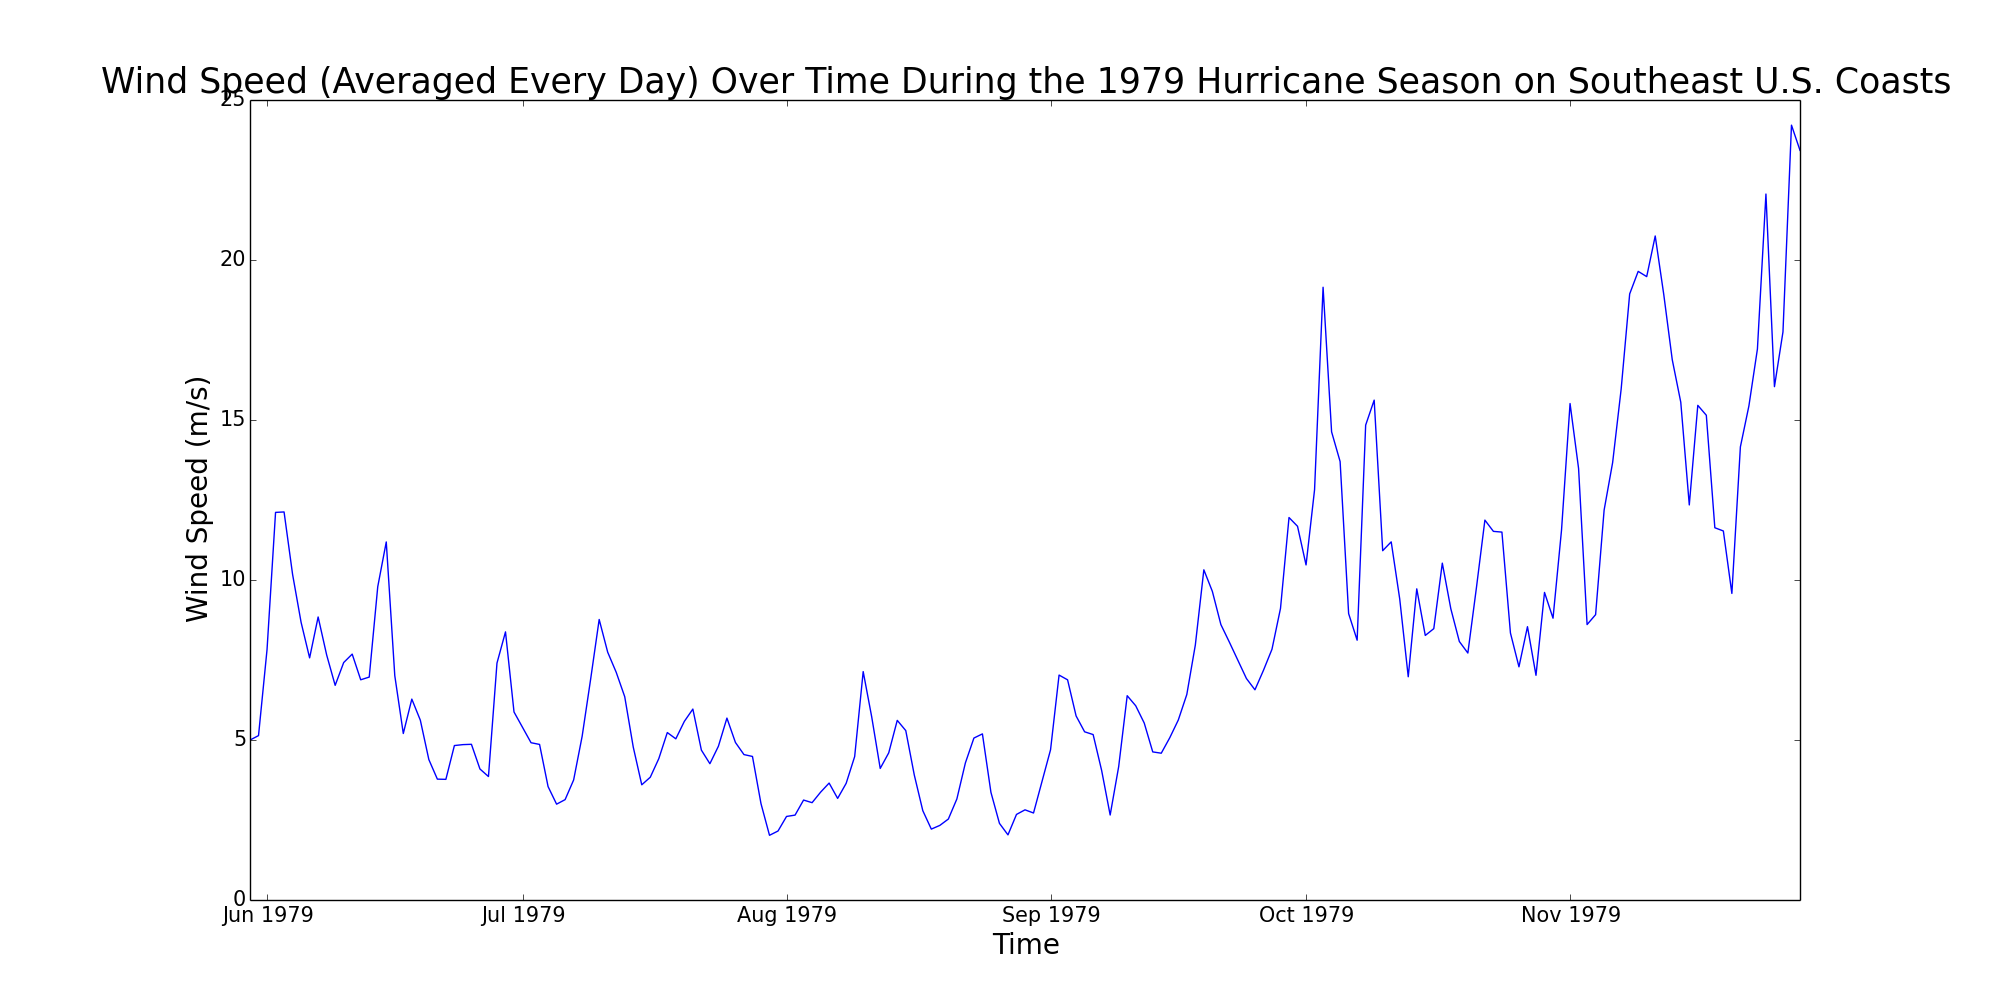 Wind Speed (Averaged Every Day) Over Time During the 1979 Hurricane Season on Southeast U.S. Coasts
25
20
15
10
5
0
Wind Speed (m/s)
Jun 1979 Jul 1979 Aug 1979 Sep 1979 Oct 1979 Nov 1979
Time